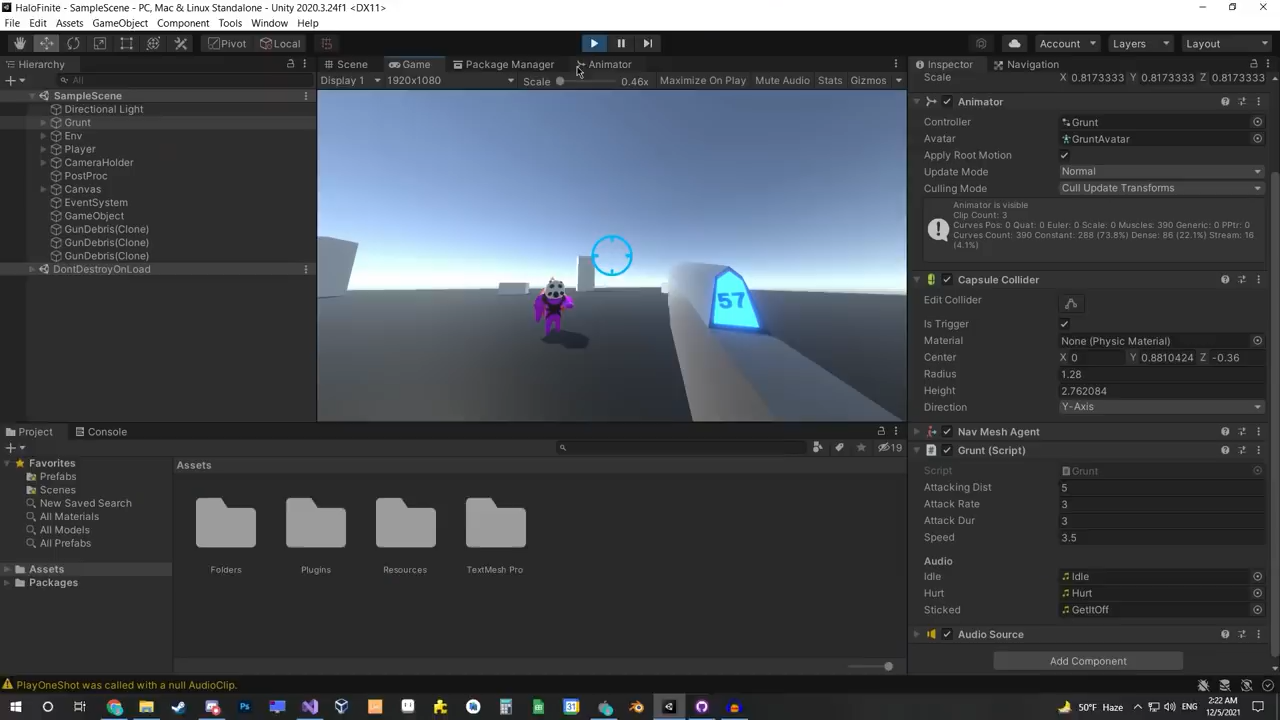 HaloFinite - SampleScene - PC, Mac & Linux Standalone - Unity 2020.3.24f1 <DX11>
File Edit Assets GameObject Component Tools Window Help
Pivot Local Account Layers Layout
Hierarchy
All
SampleScene
Directional Light
Grunt
Env
Player
CameraHolder
PostProc
Canvas
EventSystem
GameObject
GunDebris(Clone)
GunDebris(Clone)
GunDebris(Clone)
DontDestroyOnLoad
Scene Game Package Manager Animator
Display 1 1920x1080 Scale 0.46x Maximize On Play Mute Audio Stats Gizmos
57
Inspector Navigation
Scale X 0.8173333 Y 0.8173333 Z 0.8173333
Animator
Controller Grunt
Avatar GruntAvatar
Apply Root Motion
Update Mode Normal
Culling Mode Cull Update Transforms
Animator is visible
Clip Count: 3
Curves Pos: 0 Quat: 0 Euler: 0 Scale: 0 Muscles: 390 Generic: 0 PPtr: 0
Curves Count: 390 Constant: 288 (73.8%) Dense: 86 (22.1%) Stream: 16
(4.1%)
Capsule Collider
Edit Collider
Is Trigger
Material None (Physic Material)
Center X 0 Y 0.8810424 Z -0.36
Radius 1.28
Height 2.762084
Direction Y-Axis
Nav Mesh Agent
Grunt (Script)
Script Grunt
Attacking Dist 5
Attack Rate 3
Attack Dur 3
Speed 3.5
Audio
Idle Idle
Hurt Hurt
Sticked GetItOff
Audio Source
Add Component
Project Console
19
Favorites
Prefabs
Scenes
New Saved Search
All Materials
All Models
All Prefabs
Assets
Packages
Assets
Folders Plugins Resources TextMesh Pro
PlayOneShot was called with a null AudioClip.
50°F Haze ENG 2:22 AM
12/5/2021